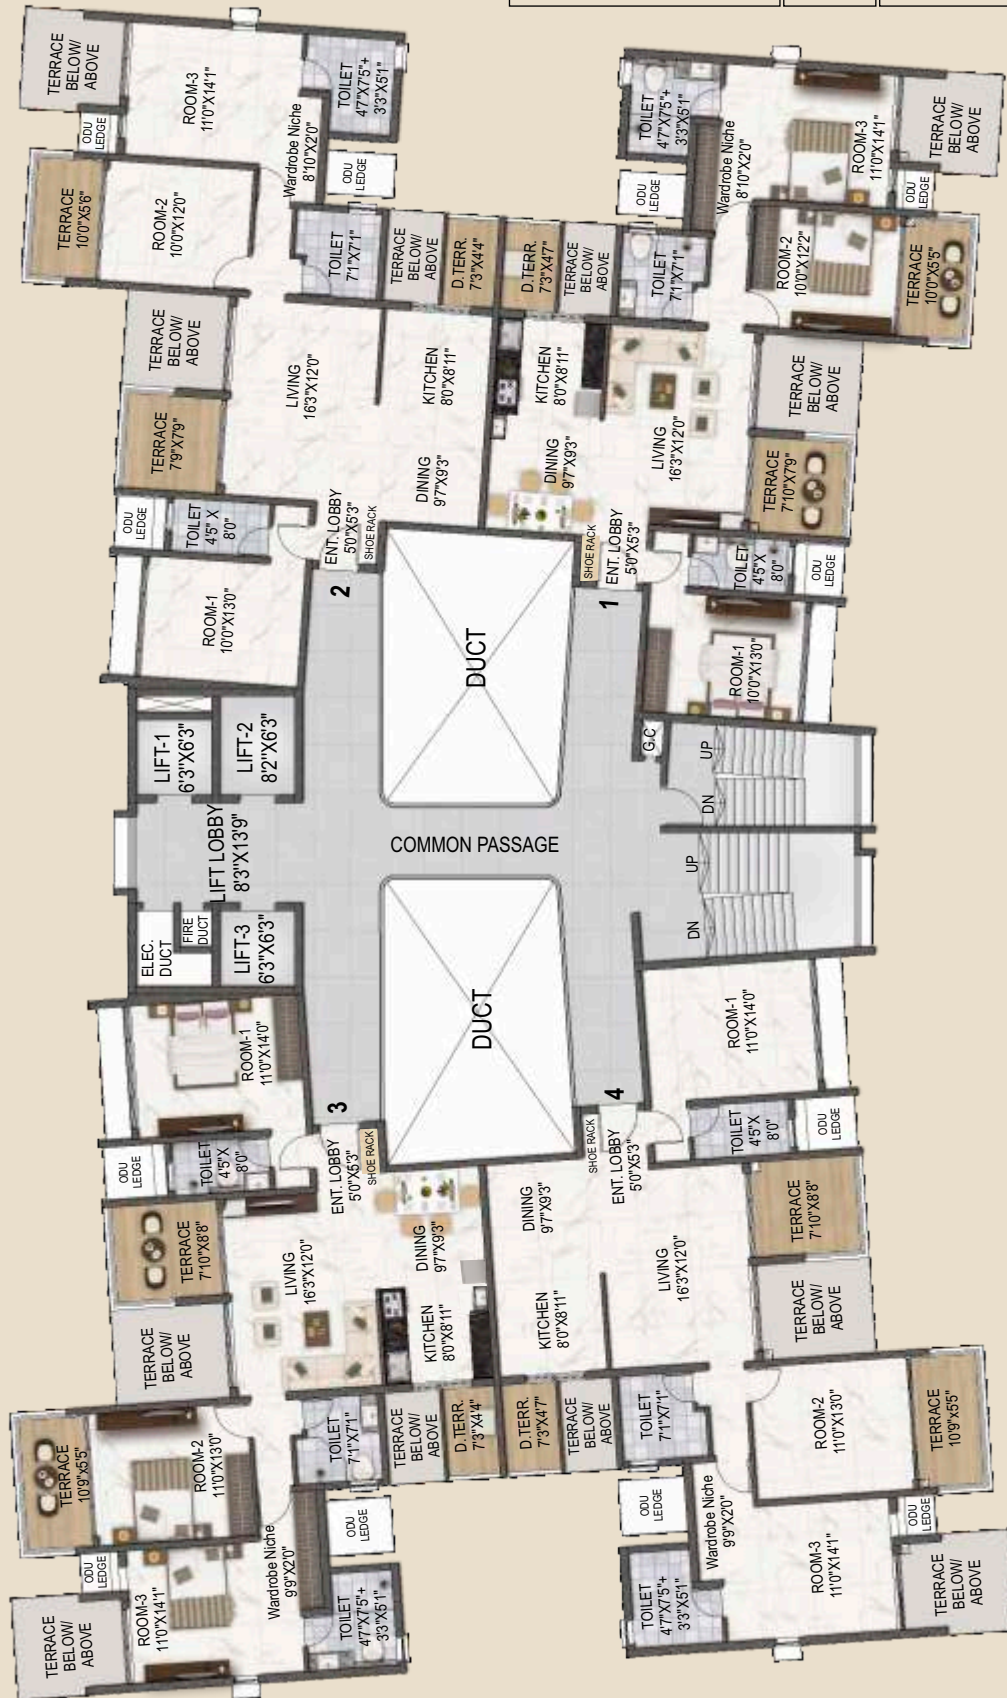 TERRACE
BELOW/
ABOVE
ROOM-3
11'0"X14'1"
TOILET
4'7"X7'5"+
3'3"X5'1"
ODU
LEDGE
Wardrobe Niche
8'10"X2'0"
ODU
LEDGE
TERRACE
10'0"X5'6"
ROOM-2
10'0"X12'0"
TOILET
7'1"X7'1"
TERRACE
BELOW/
ABOVE
D.TERR.
7'3"X4'4"
TERRACE
BELOW/
ABOVE
LIVING
16'3"X12'0"
KITCHEN
8'0"X8'11"
TERRACE
7'9"X7'9"
DINING
9'7"X9'3"
ODU
LEDGE
TOILET
4'5" X
8'0"
ENT. LOBBY
5'0"X5'3"
SHOE RACK
2
ROOM-1
10'0"X13'0"
TOILET
4'7"X7'5"+
3'3"X5'1"
ROOM-3
11'0"X14'1"
TERRACE
BELOW/
ABOVE
ODU
LEDGE
Wardrobe Niche
8'10"X2'0"
ODU
LEDGE
D.TERR.
7'3"X4'7"
TERRACE
BELOW/
ABOVE
TOILET
7'1"X7'1"
ROOM-2
10'0"X12'2"
TERRACE
10'0"X5'5"
KITCHEN
8'0"X8'11"
TERRACE
BELOW/
ABOVE
DINING
9'7"X9'3"
LIVING
16'3"X12'0"
TERRACE
7'10"X7'9"
SHOE RACK
ENT. LOBBY
5'0"X5'3"
1
TOILET
4'5"X
8'0"
ODU
LEDGE
ROOM-1
10'0"X13'0"
DUCT
LIFT-1
6'3"X6'3"
LIFT-2
8'2"X6'3"
G.C
UP
DN
LIFT LOBBY
8'3"X13'9"
COMMON PASSAGE
UP
DN
ELEC.
DUCT
FIRE
DUCT
LIFT-3
6'3"X6'3"
DUCT
ROOM-1
11'0"X14'0"
3
ODU
LEDGE
TOILET
4'5"X
8'0"
ENT. LOBBY
5'0"X5'3"
SHOE RACK
TERRACE
7'10"X8'8"
LIVING
16'3"X12'0"
DINING
9'7"X9'3"
TERRACE
BELOW/
ABOVE
KITCHEN
8'0"X8'11"
TERRACE
10'9"x5'5"
ROOM-2
11'0"X13'0"
TOILET
7'1"X7'1"
TERRACE
BELOW/
ABOVE
D.TERR.
7'3"X4'4"
ODU
LEDGE
Wardrobe Niche
9'9"X2'0"
ODU
LEDGE
TERRACE
BELOW/
ABOVE
ROOM-3
11'0"X14'1"
TOILET
4'7"X7'5"+
3'3"X5'1"
ROOM-1
11'0"X14'0"
4
SHOE RACK
ENT. LOBBY
5'0"X5'3"
TOILET
4'5"X
8'0"
ODU
LEDGE
DINING
9'7"X9'3"
LIVING
16'3"X12'0"
TERRACE
7'10"X8'8"
KITCHEN
8'0"X8'11"
TERRACE
BELOW/
ABOVE
D.TERR.
7'3"X4'7"
TERRACE
BELOW/
ABOVE
TOILET
7'1"X7'1"
ROOM-2
11'0"X13'0"
TERRACE
10'9"x5'5"
ODU
LEDGE
Wardrobe Niche
9'9"X2'0"
ODU
LEDGE
TOILET
4'7"X7'5"+
3'3"X5'1"
ROOM-3
11'0"X14'1"
TERRACE
BELOW/
ABOVE